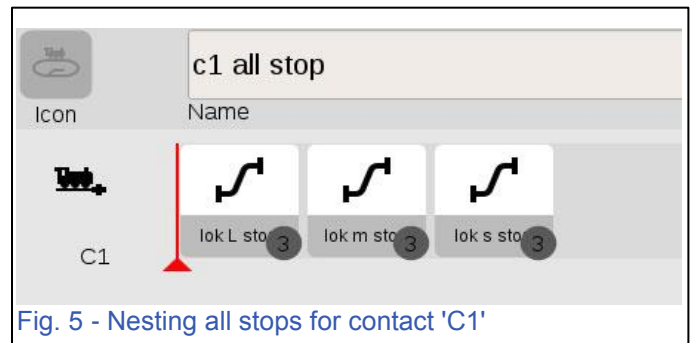 c1 all stop
Icon
Name
lok L sto
3
lok m sto
3
lok s sto
3
C1
Fig. 5 - Nesting all stops for contact 'C1'